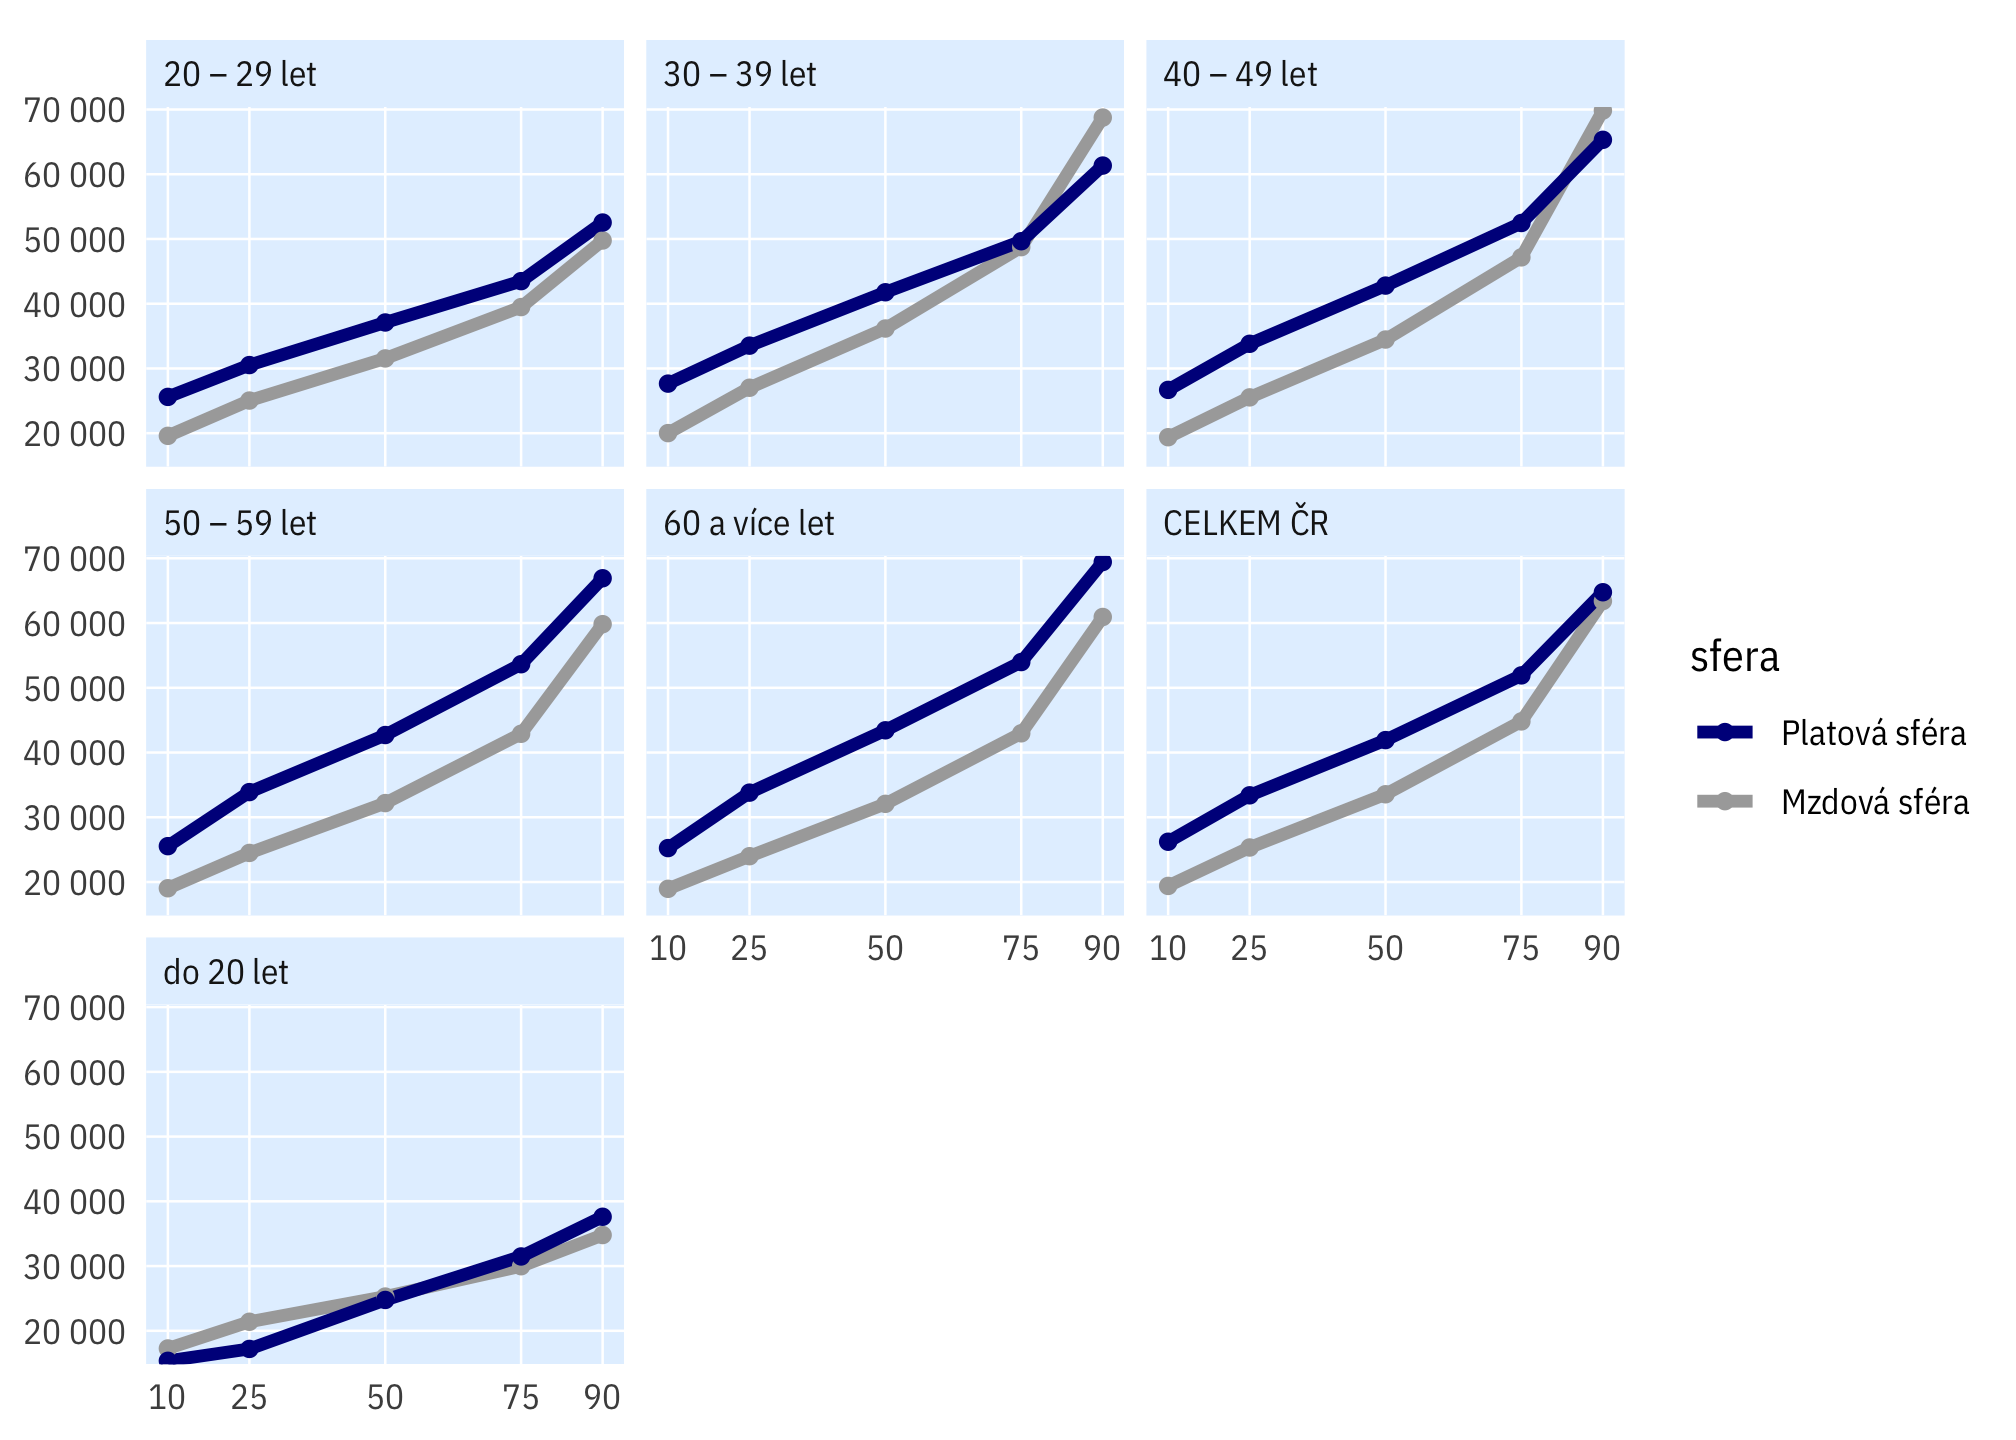 20 – 29 let
30 – 39 let
40 – 49 let
70 000
60 000
50 000
40 000
30 000
20 000
50 – 59 let
60 a více let
CELKEM ČR
70 000
60 000
50 000
40 000
30 000
20 000
10 25 50 75 90
10 25 50 75 90
do 20 let
70 000
60 000
50 000
40 000
30 000
20 000
10 25 50 75 90
sfera
Platová sféra
Mzdová sféra